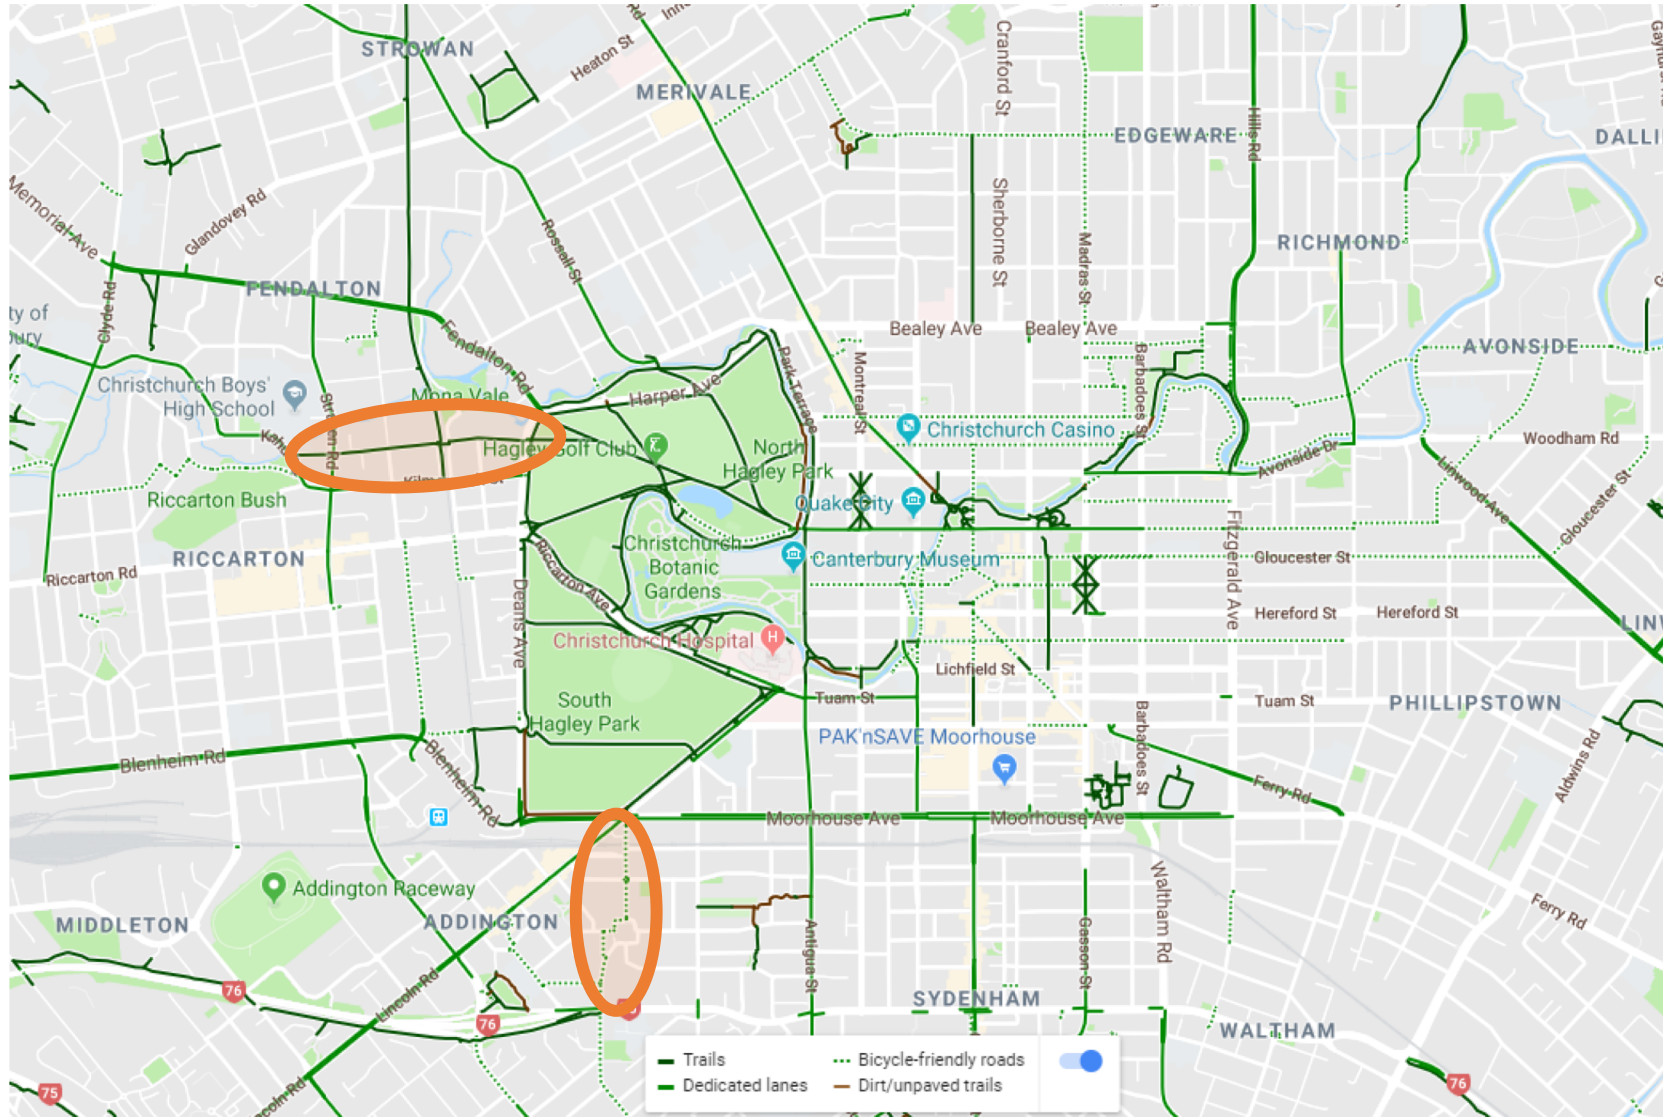 STROWAN
Heaton St
MERIVALE
Cranford St
EDGEWARE
Hills Rd
DALLI
Memorial Ave
Glandovey Rd
Rossall St
Sherborne St
Madras St
RICHMOND
FENDALTON
Clyde Rd
ty of
bury
Fendalton Rd
Bealey Ave
Bealey Ave
AVONSIDE
Park Terrace
Montreal St
Barbadoes St
Christchurch Boys'
High School
Mona Vale
Harper Ave
Christchurch Casino
Woodham Rd
Hagley Golf Club
North
Hagley Park
Avonside Dr
Linwood Ave
Riccarton Bush
Quake City
Gloucester St
RICCARTON
Riccarton Rd
Riccarton Ave
Christchurch
Botanic
Gardens
Canterbury Museum
Fitzgerald Ave
Gloucester St
Deans Ave
Hereford St
Hereford St
LINW
Christchurch Hospital
H
Lichfield St
South
Hagley Park
Tuam St
Tuam St
PHILLIPSTOWN
Barbadoes St
PAK'nSAVE Moorhouse
Blenheim Rd
Blenheim Rd
Ferry Rd
Aldwins Rd
Moorhouse Ave
Moorhouse Ave
Addington Raceway
Waltham Rd
Ferry Rd
MIDDLETON
ADDINGTON
Antigua St
Gasson St
76
Lincoln Rd
76
SYDENHAM
WALTHAM
Trails
Bicycle-friendly roads
Dedicated lanes
Dirt/unpaved trails
75
coln Rd
76